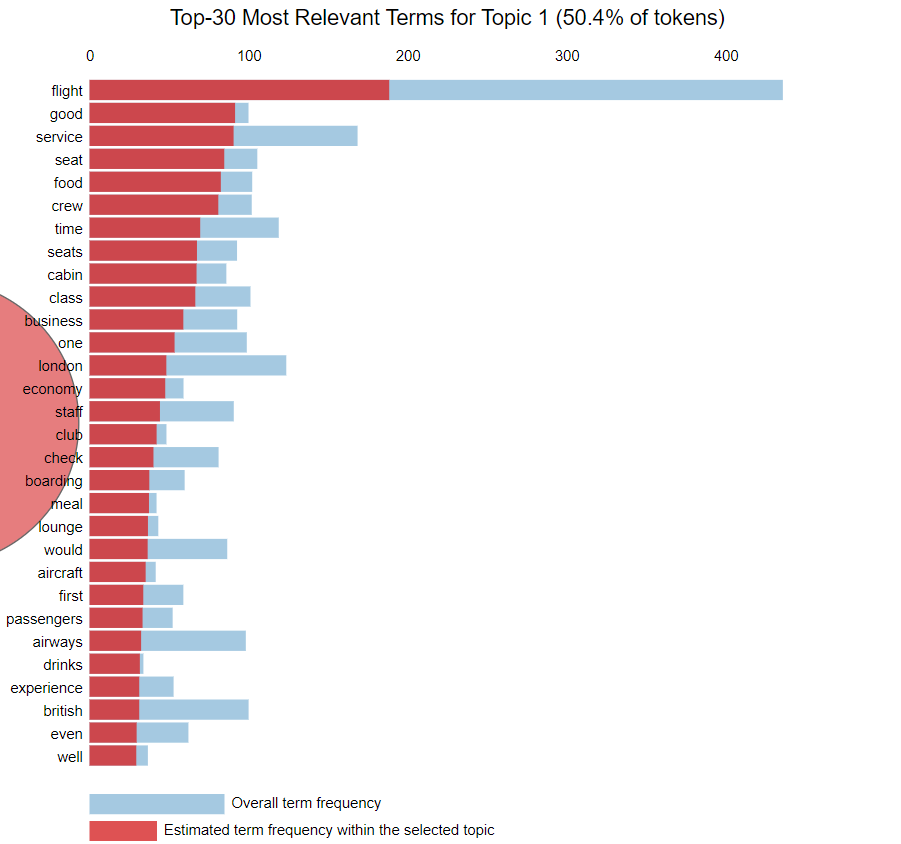 Top-30 Most Relevant Terms for Topic 1 (50.4% of tokens)
0 100 200 300 400
flight
good
service
seat
food
crew
time
seats
cabin
class
business
one
london
economy
staff
club
check
boarding
meal
lounge
would
aircraft
first
passengers
airways
drinks
experience
british
even
well
Overall term frequency
Estimated term frequency within the selected topic